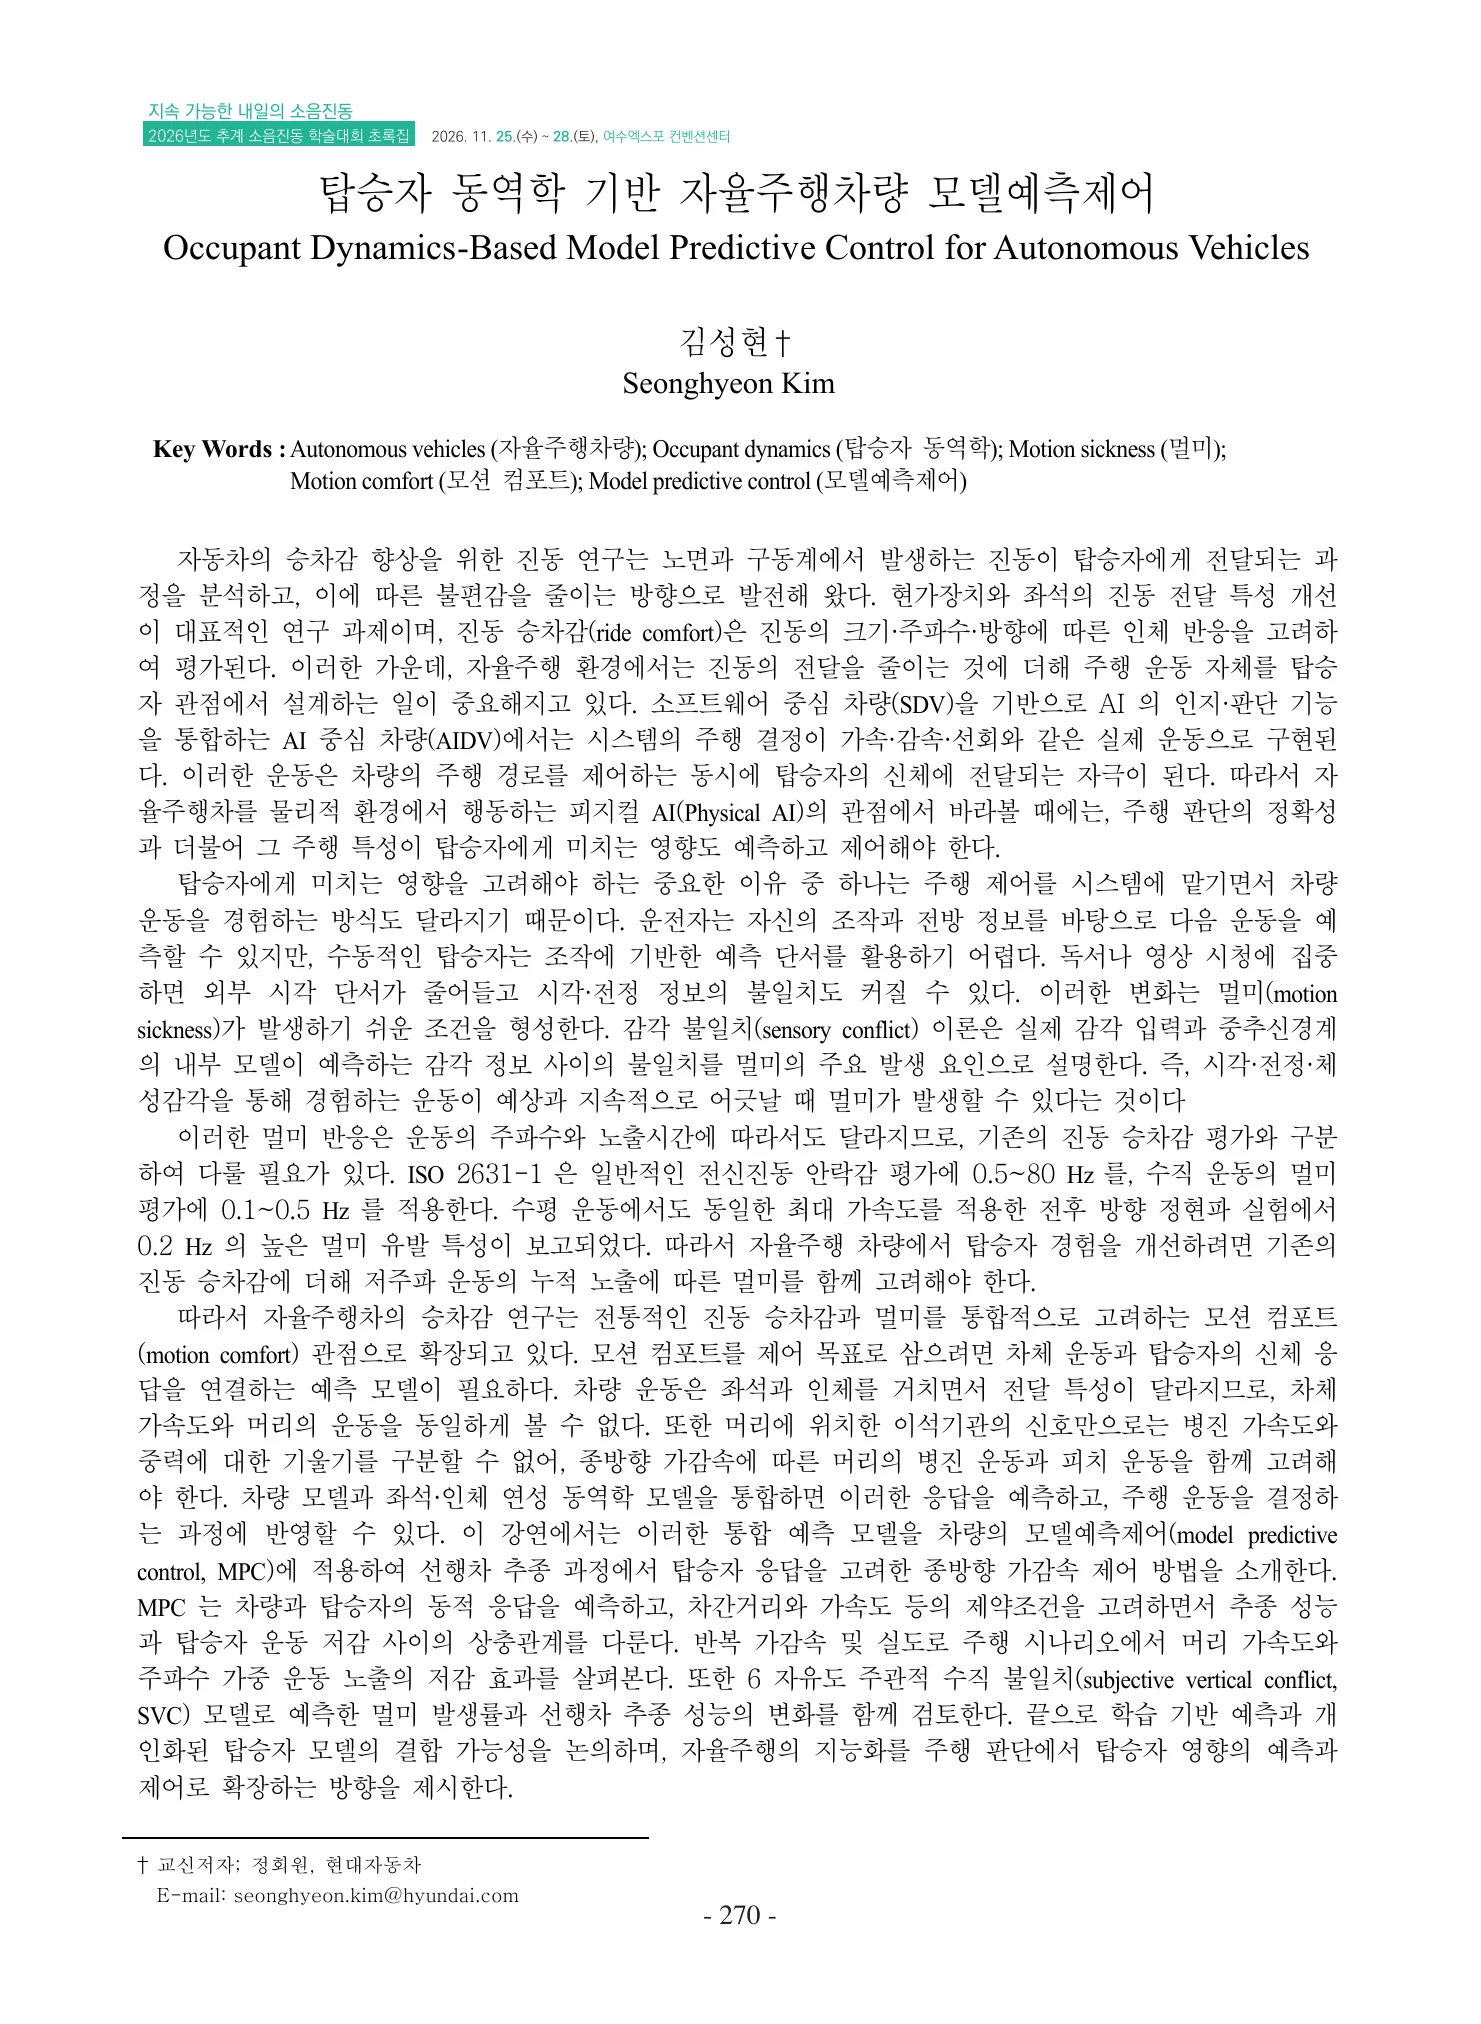 지속 가능한 내일의 소음진동
2026년도 추계 소음진동 학술대회 초록집 2026. 11. 25.(수) ~ 28.(토), 여수엑스포 컨벤션센터
탑승자 동역학 기반 자율주행차량 모델예측제어
Occupant Dynamics-Based Model Predictive Control for Autonomous Vehicles
김성현†
Seonghyeon Kim
Key Words : Autonomous vehicles (자율주행차량); Occupant dynamics (탑승자 동역학); Motion sickness (멀미);
Motion comfort (모션 컴포트); Model predictive control (모델예측제어)
자동차의 승차감 향상을 위한 진동 연구는 노면과 구동계에서 발생하는 진동이 탑승자에게 전달되는 과
정을 분석하고, 이에 따른 불편감을 줄이는 방향으로 발전해 왔다. 현가장치와 좌석의 진동 전달 특성 개선
이 대표적인 연구 과제이며, 진동 승차감(ride comfort)은 진동의 크기·주파수·방향에 따른 인체 반응을 고려하
여 평가된다. 이러한 가운데, 자율주행 환경에서는 진동의 전달을 줄이는 것에 더해 주행 운동 자체를 탑승
자 관점에서 설계하는 일이 중요해지고 있다. 소프트웨어 중심 차량(SDV)을 기반으로 AI 의 인지·판단 기능
을 통합하는 AI 중심 차량(AIDV)에서는 시스템의 주행 결정이 가속·감속·선회와 같은 실제 운동으로 구현된
다. 이러한 운동은 차량의 주행 경로를 제어하는 동시에 탑승자의 신체에 전달되는 자극이 된다. 따라서 자
율주행차를 물리적 환경에서 행동하는 피지컬 AI(Physical AI)의 관점에서 바라볼 때에는, 주행 판단의 정확성
과 더불어 그 주행 특성이 탑승자에게 미치는 영향도 예측하고 제어해야 한다.
탑승자에게 미치는 영향을 고려해야 하는 중요한 이유 중 하나는 주행 제어를 시스템에 맡기면서 차량
운동을 경험하는 방식도 달라지기 때문이다. 운전자는 자신의 조작과 전방 정보를 바탕으로 다음 운동을 예
측할 수 있지만, 수동적인 탑승자는 조작에 기반한 예측 단서를 활용하기 어렵다. 독서나 영상 시청에 집중
하면 외부 시각 단서가 줄어들고 시각·전정 정보의 불일치도 커질 수 있다. 이러한 변화는 멀미(motion
sickness)가 발생하기 쉬운 조건을 형성한다. 감각 불일치(sensory conflict) 이론은 실제 감각 입력과 중추신경계
의 내부 모델이 예측하는 감각 정보 사이의 불일치를 멀미의 주요 발생 요인으로 설명한다. 즉, 시각·전정·체
성감각을 통해 경험하는 운동이 예상과 지속적으로 어긋날 때 멀미가 발생할 수 있다는 것이다
이러한 멀미 반응은 운동의 주파수와 노출시간에 따라서도 달라지므로, 기존의 진동 승차감 평가와 구분
하여 다룰 필요가 있다. ISO 2631-1 은 일반적인 전신진동 안락감 평가에 0.5~80 Hz 를, 수직 운동의 멀미
평가에 0.1~0.5 Hz 를 적용한다. 수평 운동에서도 동일한 최대 가속도를 적용한 전후 방향 정현파 실험에서
0.2 Hz 의 높은 멀미 유발 특성이 보고되었다. 따라서 자율주행 차량에서 탑승자 경험을 개선하려면 기존의
진동 승차감에 더해 저주파 운동의 누적 노출에 따른 멀미를 함께 고려해야 한다.
따라서 자율주행차의 승차감 연구는 전통적인 진동 승차감과 멀미를 통합적으로 고려하는 모션 컴포트
(motion comfort) 관점으로 확장되고 있다. 모션 컴포트를 제어 목표로 삼으려면 차체 운동과 탑승자의 신체 응
답을 연결하는 예측 모델이 필요하다. 차량 운동은 좌석과 인체를 거치면서 전달 특성이 달라지므로, 차체
가속도와 머리의 운동을 동일하게 볼 수 없다. 또한 머리에 위치한 이석기관의 신호만으로는 병진 가속도와
중력에 대한 기울기를 구분할 수 없어, 종방향 가감속에 따른 머리의 병진 운동과 피치 운동을 함께 고려해
야 한다. 차량 모델과 좌석·인체 연성 동역학 모델을 통합하면 이러한 응답을 예측하고, 주행 운동을 결정하
는 과정에 반영할 수 있다. 이 강연에서는 이러한 통합 예측 모델을 차량의 모델예측제어(model predictive
control, MPC)에 적용하여 선행차 추종 과정에서 탑승자 응답을 고려한 종방향 가감속 제어 방법을 소개한다.
MPC 는 차량과 탑승자의 동적 응답을 예측하고, 차간거리와 가속도 등의 제약조건을 고려하면서 추종 성능
과 탑승자 운동 저감 사이의 상충관계를 다룬다. 반복 가감속 및 실도로 주행 시나리오에서 머리 가속도와
주파수 가중 운동 노출의 저감 효과를 살펴본다. 또한 6 자유도 주관적 수직 불일치(subjective vertical conflict,
SVC) 모델로 예측한 멀미 발생률과 선행차 추종 성능의 변화를 함께 검토한다. 끝으로 학습 기반 예측과 개
인화된 탑승자 모델의 결합 가능성을 논의하며, 자율주행의 지능화를 주행 판단에서 탑승자 영향의 예측과
제어로 확장하는 방향을 제시한다.
† 교신저자; 정회원, 현대자동차
E-mail: seonghyeon.kim@hyundai.com
- 270 -